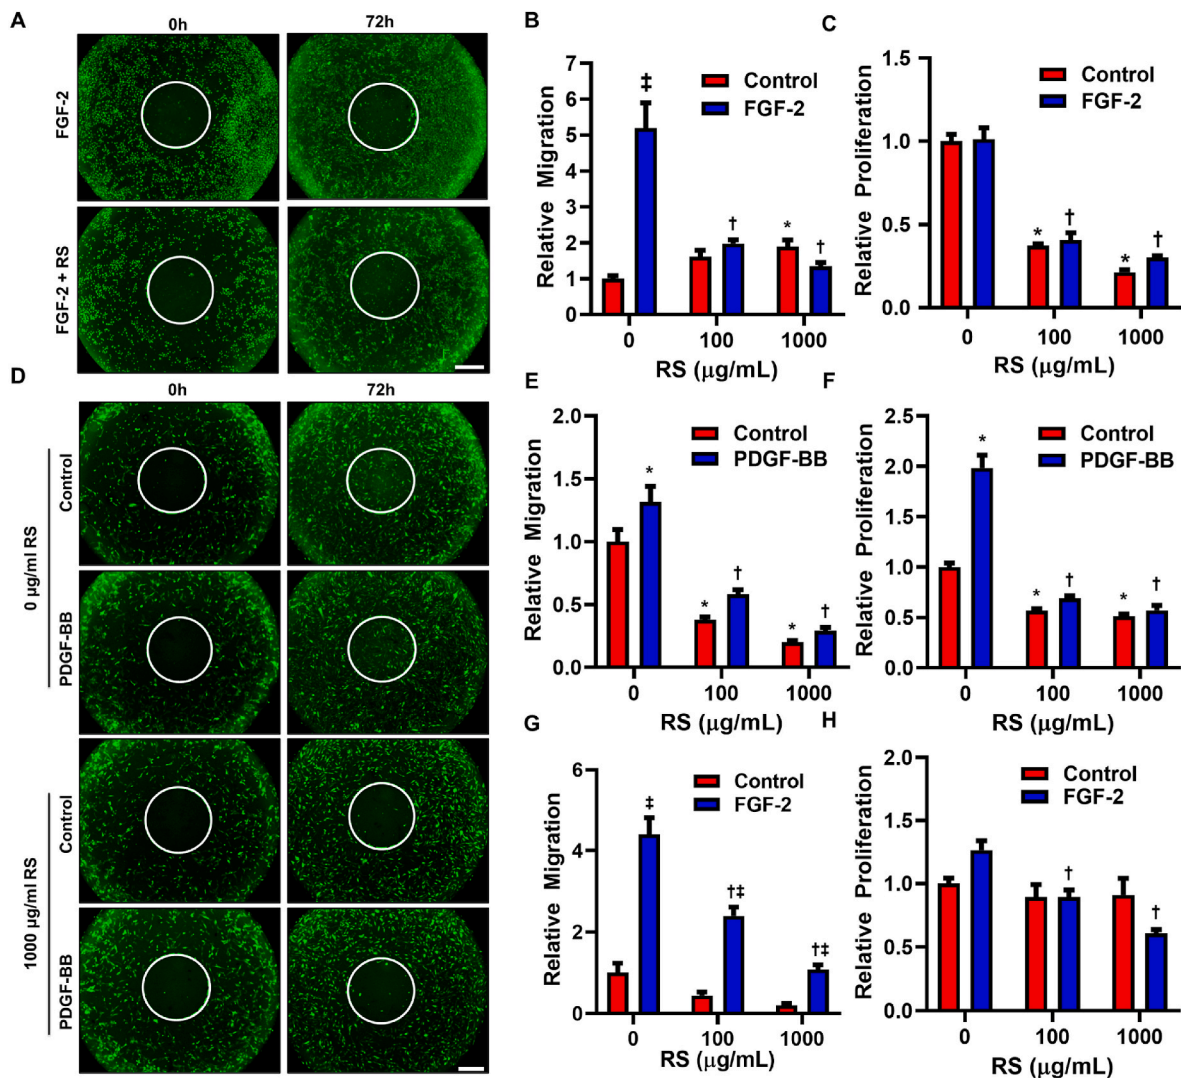 A
0h
72h
FGF-2
FGF-2 + RS
B
Relative Migration
7
6
5
4
3
2
1
0
Control
FGF-2
‡
†
*
†
0
100
1000
RS (μg/mL)
C
Relative Proliferation
1.5
1.0
0.5
0.0
Control
FGF-2
*
†
*
†
0
100
1000
RS (μg/mL)
D
0h
72h
0 μg/ml RS
Control
PDGF-BB
1000 μg/ml RS
Control
PDGF-BB
E
Relative Migration
2.0
1.5
1.0
0.5
0.0
Control
PDGF-BB
*
*
†
*
†
0
100
1000
RS (μg/mL)
F
Relative Proliferation
2.5
2.0
1.5
1.0
0.5
0.0
Control
PDGF-BB
*
*
†
*
†
0
100
1000
RS (μg/mL)
G
Relative Migration
6
4
2
0
Control
FGF-2
‡
†‡
†‡
0
100
1000
RS (μg/mL)
H
Relative Proliferation
2.0
1.5
1.0
0.5
0.0
Control
FGF-2
†
†
0
100
1000
RS (μg/mL)